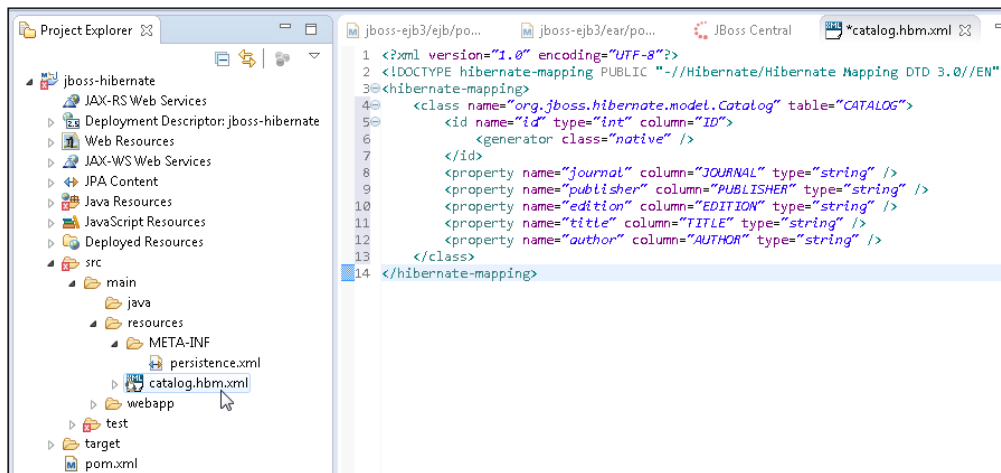 Project Explorer
jboss-hibernate
JAX-RS Web Services
Deployment Descriptor: jboss-hibernate
Web Resources
JAX-WS Web Services
JPA Content
Java Resources
JavaScript Resources
Deployed Resources
src
main
java
resources
META-INF
persistence.xml
catalog.hbm.xml
webapp
test
target
pom.xml
jboss-ejb3/ejb/po... jboss-ejb3/ear/po... JBoss Central *catalog.hbm.xml
1 <?xml version="1.0" encoding="UTF-8"?>
2 <!DOCTYPE hibernate-mapping PUBLIC "-//Hibernate/Hibernate Mapping DTD 3.0//EN"
3 <hibernate-mapping>
4 <class name="org.jboss.hibernate.model.Catalog" table="CATALOG">
5 <id name="id" type="int" column="ID">
6 <generator class="native" />
7 </id>
8 <property name="journal" column="JOURNAL" type="string" />
9 <property name="publisher" column="PUBLISHER" type="string" />
10 <property name="edition" column="EDITION" type="string" />
11 <property name="title" column="TITLE" type="string" />
12 <property name="author" column="AUTHOR" type="string" />
13 </class>
14 </hibernate-mapping>